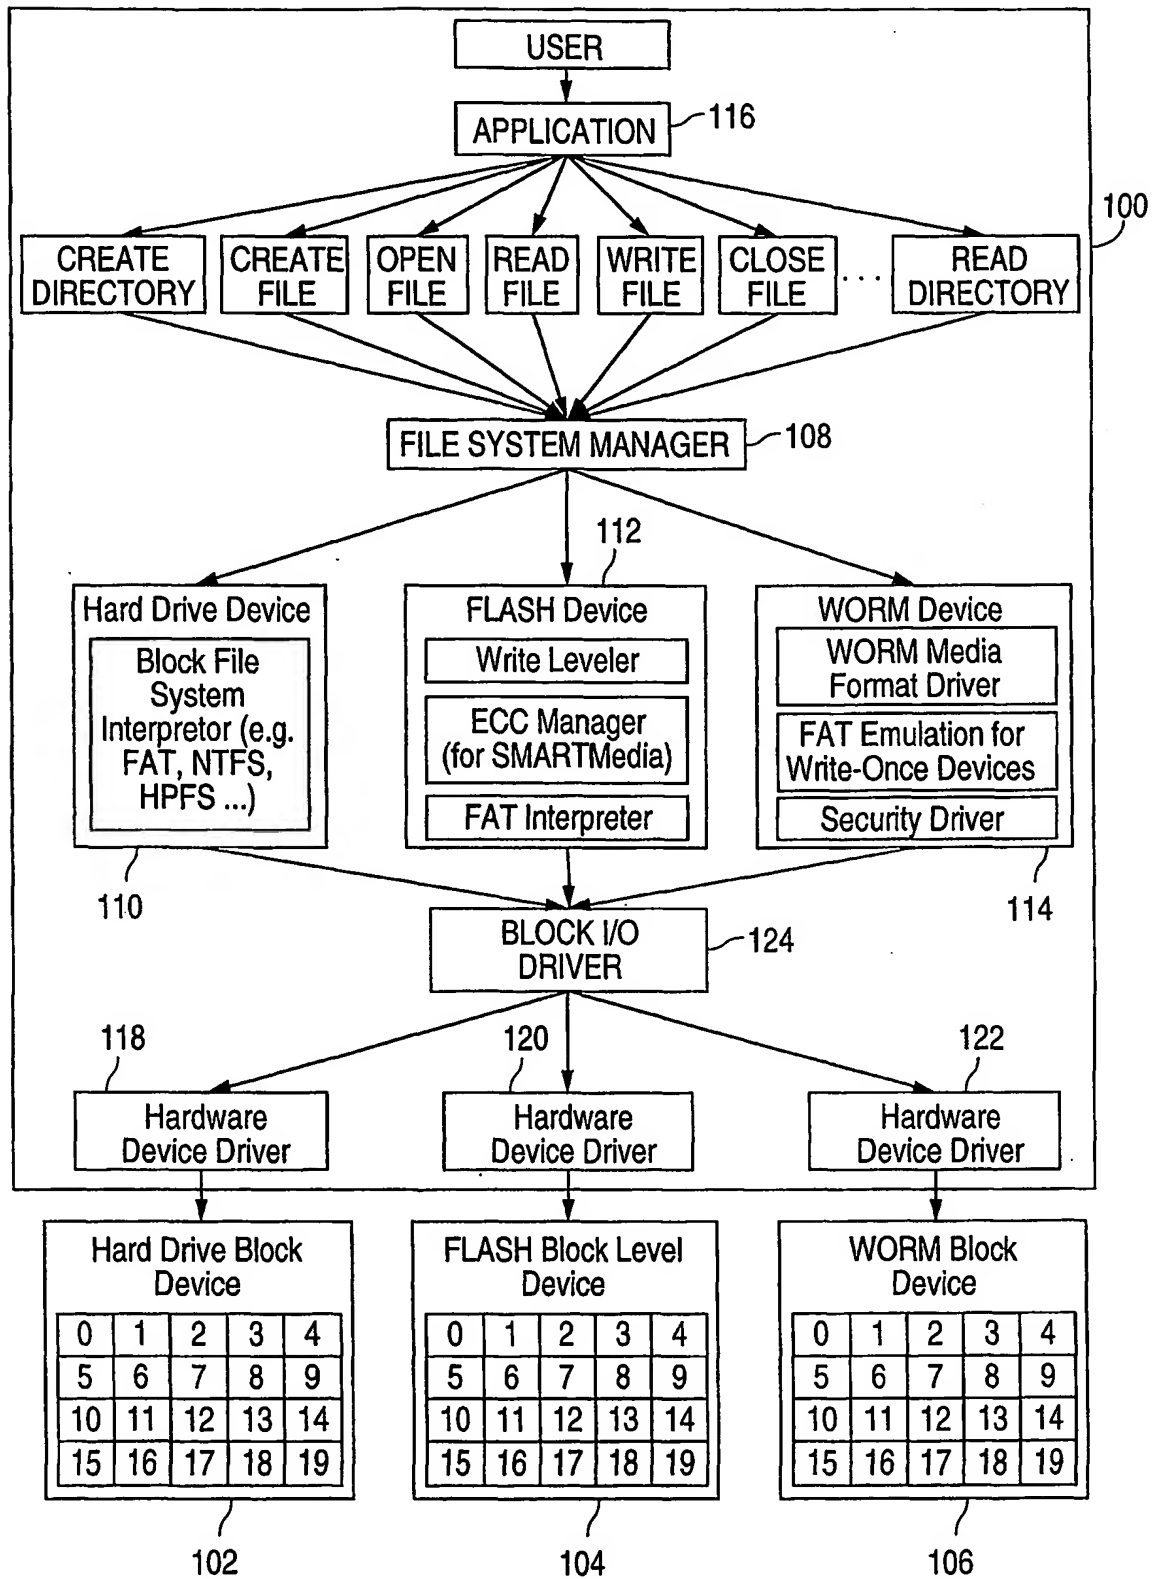 USER
APPLICATION
116
100
CREATE
DIRECTORY
CREATE
FILE
OPEN
FILE
READ
FILE
WRITE
FILE
CLOSE
FILE
...
READ
DIRECTORY
FILE SYSTEM MANAGER
108
112
Hard Drive Device
Block File
System
Interpretor (e.g.
FAT, NTFS,
HPFS ...)
110
FLASH Device
Write Leveler
ECC Manager
(for SMARTMedia)
FAT Interpreter
WORM Device
WORM Media
Format Driver
FAT Emulation for
Write-Once Devices
Security Driver
114
BLOCK I/O
DRIVER
124
118
120
122
Hardware
Device Driver
Hardware
Device Driver
Hardware
Device Driver
Hard Drive Block
Device
0 1 2 3 4
5 6 7 8 9
10 11 12 13 14
15 16 17 18 19
102
FLASH Block Level
Device
0 1 2 3 4
5 6 7 8 9
10 11 12 13 14
15 16 17 18 19
104
WORM Block
Device
0 1 2 3 4
5 6 7 8 9
10 11 12 13 14
15 16 17 18 19
106